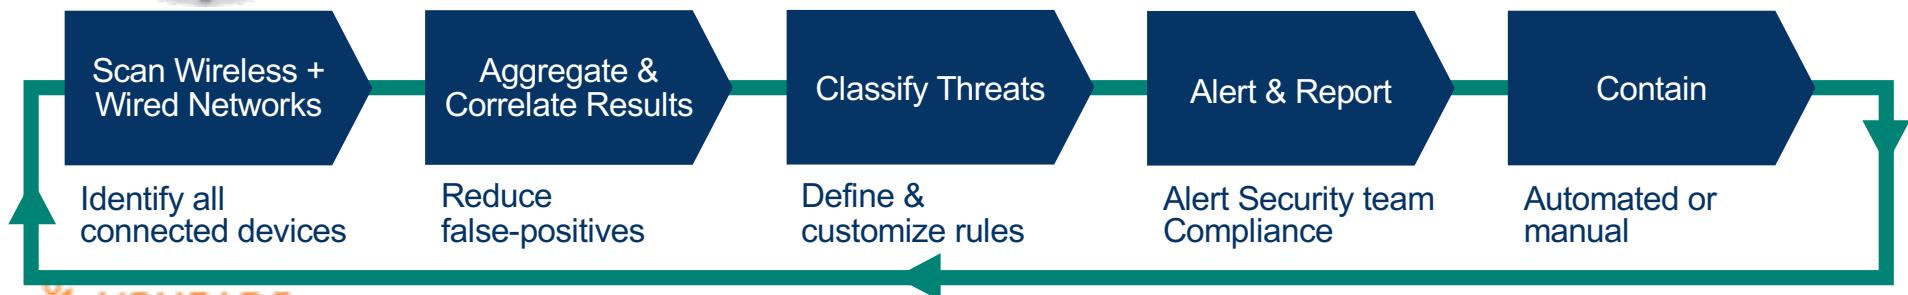 Scan Wireless +
Wired Networks
Aggregate &
Correlate Results
Classify Threats
Alert & Report
Contain
Identify all
connected devices
Reduce
false-positives
Define &
customize rules
Alert Security team
Compliance
Automated or
manual